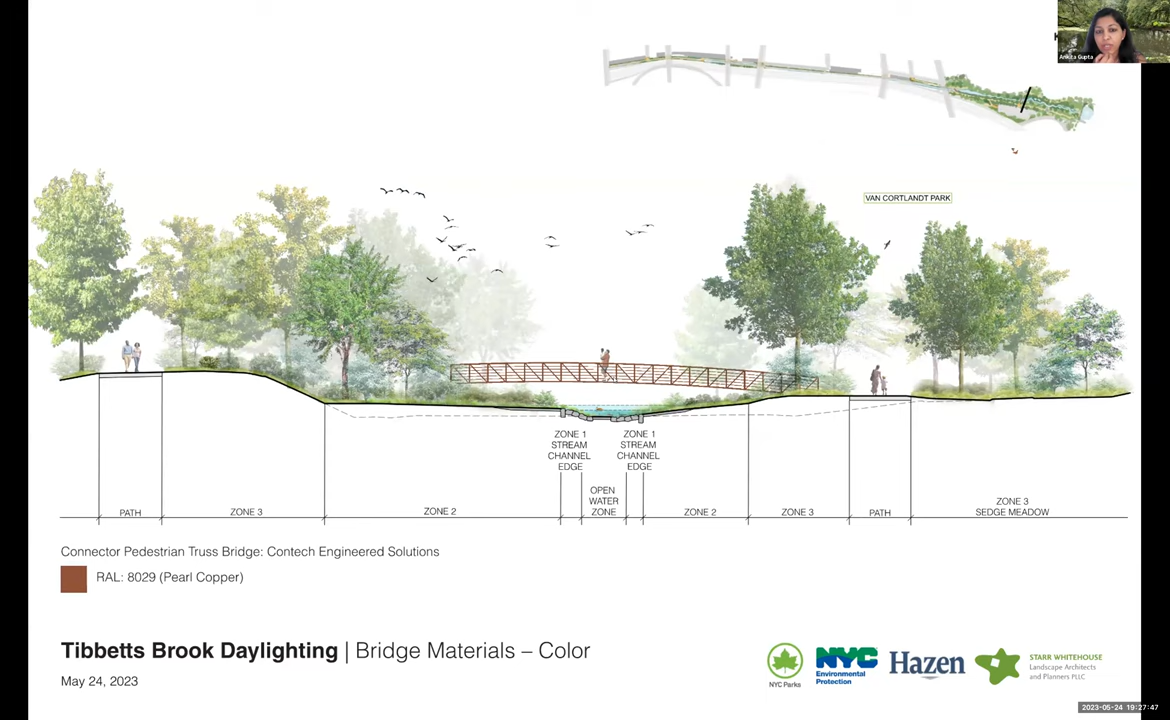 Ankita Gupta
VAN CORTLANDT PARK
ZONE 1
STREAM
CHANNEL
EDGE
ZONE 1
STREAM
CHANNEL
EDGE
OPEN
WATER
ZONE
PATH
ZONE 3
ZONE 2
ZONE 2
ZONE 3
PATH
ZONE 3
SEDGE MEADOW
Connector Pedestrian Truss Bridge: Contech Engineered Solutions
RAL: 8029 (Pearl Copper)
Tibbetts Brook Daylighting | Bridge Materials – Color
May 24, 2023
NYC Parks
NYC
Environmental
Protection
Hazen
STARR WHITEHOUSE
Landscape Architects
and Planners PLLC
2023-05-24 19:27:47